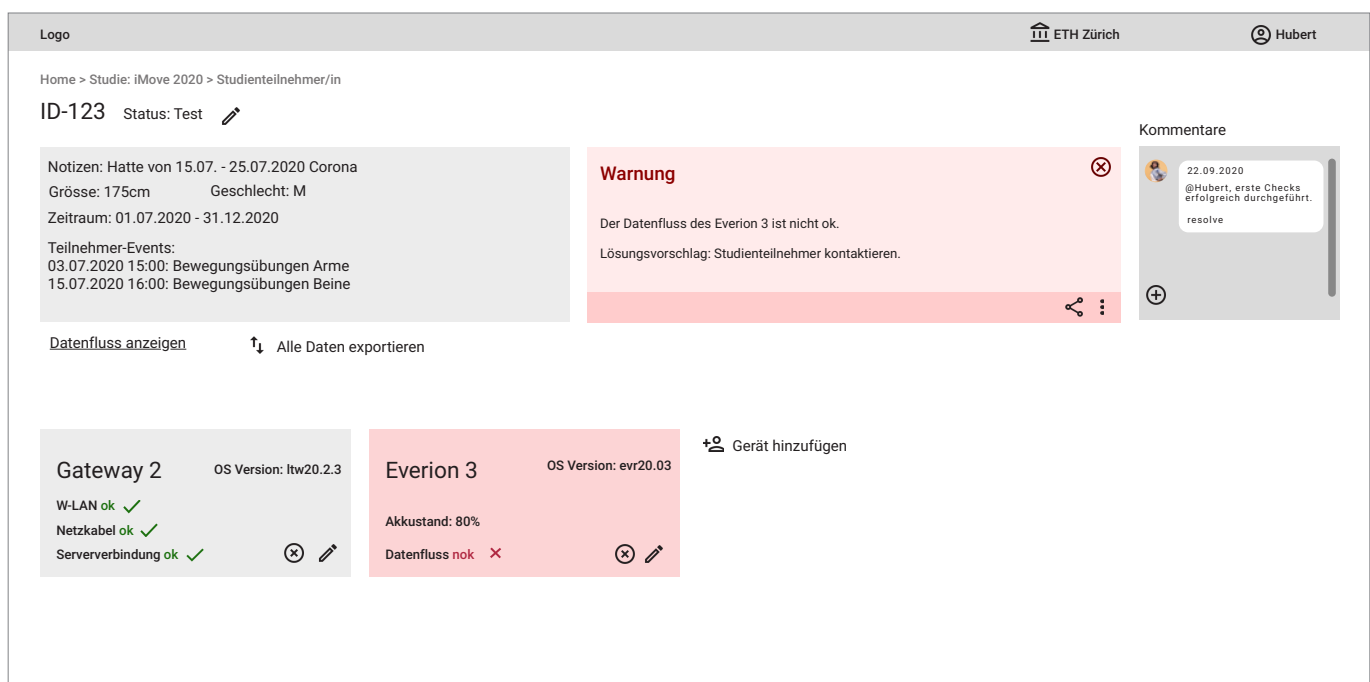 Logo
ETH Zürich
Hubert
Home > Studie: iMove 2020 > Studienteilnehmer/in
ID-123 Status: Test
Notizen: Hatte von 15.07. - 25.07.2020 Corona
Grösse: 175cm Geschlecht: M
Zeitraum: 01.07.2020 - 31.12.2020
Teilnehmer-Events:
03.07.2020 15:00: Bewegungsübungen Arme
15.07.2020 16:00: Bewegungsübungen Beine
Warnung
Der Datenfluss des Everion 3 ist nicht ok.
Lösungsvorschlag: Studienteilnehmer kontaktieren.
Kommentare
22.09.2020
@Hubert, erste Checks
erfolgreich durchgeführt.
resolve
Datenfluss anzeigen
Alle Daten exportieren
Gateway 2 OS Version: ltw20.2.3
W-LAN ok
Netzkabel ok
Serververbindung ok
Everion 3 OS Version: evr20.03
Akkustand: 80%
Datenfluss nok
Gerät hinzufügen